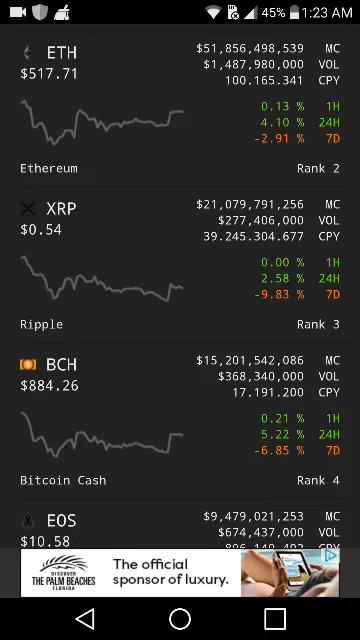 45% 1:23 AM
ETH $51,856,498,539 MC
$517.71 $1,487,980,000 VOL
100.165.341 CPY
0.13 % 1H
4.10 % 24H
-2.91 % 7D
Ethereum Rank 2
XRP $21,079,791,256 MC
$0.54 $277,406,000 VOL
39.245.304.677 CPY
0.00 % 1H
2.58 % 24H
-9.83 % 7D
Ripple Rank 3
BCH $15,201,542,086 MC
$884.26 $368,340,000 VOL
17.191.200 CPY
0.21 % 1H
5.22 % 24H
-6.85 % 7D
Bitcoin Cash Rank 4
EOS $9,479,021,253 MC
$10.58 $674,437,000 VOL
DISCOVER
THE PALM BEACHES
FLORIDA
The official
sponsor of luxury.